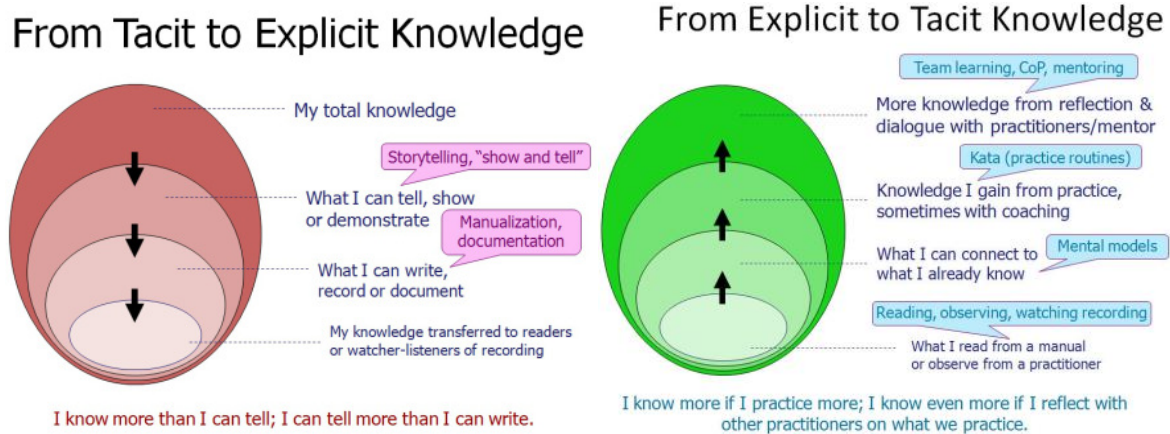 From Tacit to Explicit Knowledge
My total knowledge
Storytelling, “show and tell”
What I can tell, show
or demonstrate
Manualization,
documentation
What I can write,
record or document
My knowledge transferred to readers
or watcher-listeners of recording
I know more than I can tell; I can tell more than I can write.
From Explicit to Tacit Knowledge
Team learning, CoP, mentoring
More knowledge from reflection &
dialogue with practitioners/mentor
Kata (practice routines)
Knowledge I gain from practice,
sometimes with coaching
What I can connect to
what I already know
Mental models
Reading, observing, watching recording
What I read from a manual
or observe from a practitioner
I know more if I practice more; I know even more if I reflect with
other practitioners on what we practice.